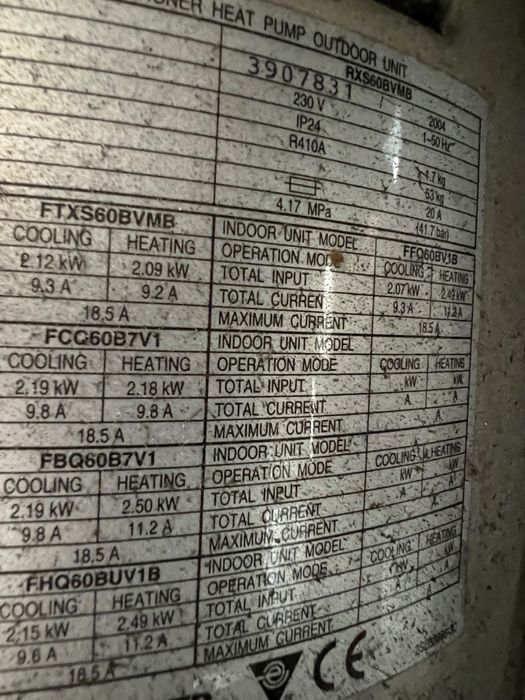 HEAT PUMP OUTDOOR UNIT
RXS60BVMB
3907831 / 2004
230 V 1~50 Hz
IP24
R410A 1.7 kg
53 kg
20 A
4.17 MPa (41.7 bar)
FTXS60BVMB INDOOR UNIT MODEL FFQ60BV1B
COOLING HEATING OPERATION MODE COOLING HEATING
2.12 kW 2.09 kW TOTAL INPUT 2.07 kW 2.49 kW
9.3 A 9.2 A TOTAL CURRENT 9.3 A 11.2 A
18.5 A MAXIMUM CURRENT 18.5 A
FCQ60B7V1 INDOOR UNIT MODEL
COOLING HEATING OPERATION MODE COOLING HEATING
2.19 kW 2.18 kW TOTAL INPUT kW kW
9.8 A 9.8 A TOTAL CURRENT A A
18.5 A MAXIMUM CURRENT A
FBQ60B7V1 INDOOR UNIT MODEL
COOLING HEATING OPERATION MODE COOLING HEATING
2.19 kW 2.50 kW TOTAL INPUT kW kW
9.8 A 11.2 A TOTAL CURRENT A A
18.5 A MAXIMUM CURRENT A
FHQ60BUV1B INDOOR UNIT MODEL
COOLING HEATING OPERATION MODE COOLING HEATING
2.15 kW 2.49 kW TOTAL INPUT kW kW
9.6 A 11.2 A TOTAL CURRENT A A
18.5 A MAXIMUM CURRENT A
CE